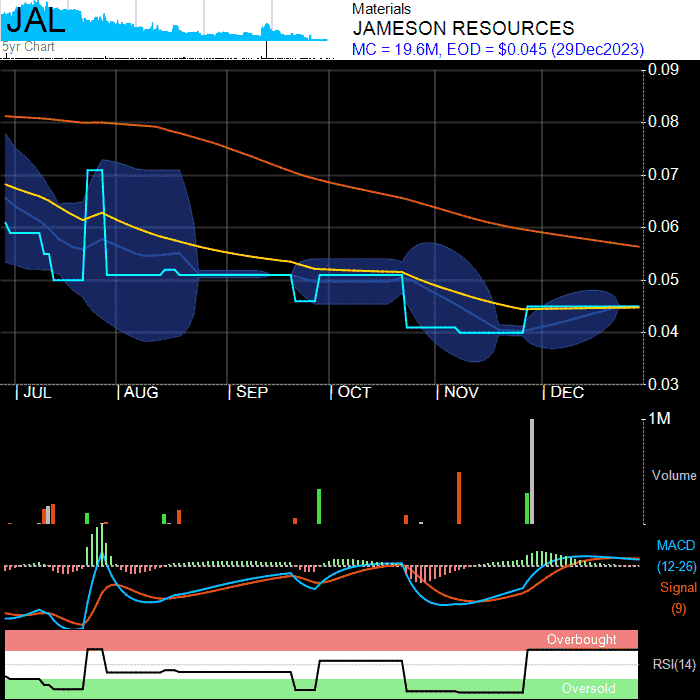 JAL
5yr Chart
Materials
JAMESON RESOURCES
MC = 19.6M, EOD = $0.045 (29Dec2023)
0.09
0.08
0.07
0.06
0.05
0.04
0.03
JUL AUG SEP OCT NOV DEC
1M
Volume
MACD
(12-26)
Signal
(9)
Overbought
RSI(14)
Oversold